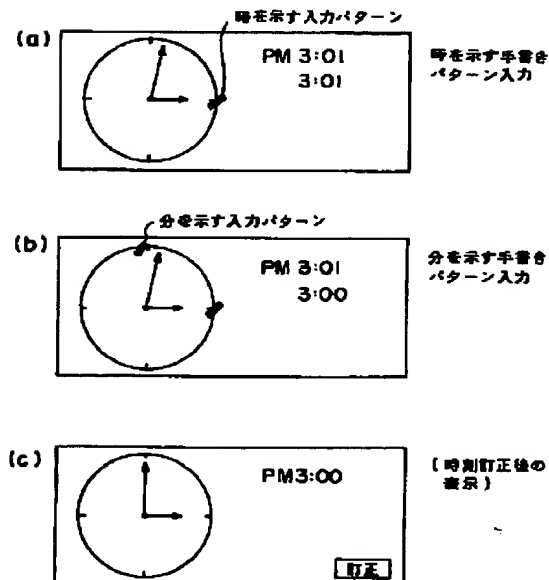 時を示す入力パターン
(a)
PM 3:01
3:01
時を示す手書き
パターン入力
分を示す入力パターン
(b)
PM 3:01
3:00
分を示す手書き
パターン入力
(c)
PM3:00
(時刻訂正後の
表示)
訂正